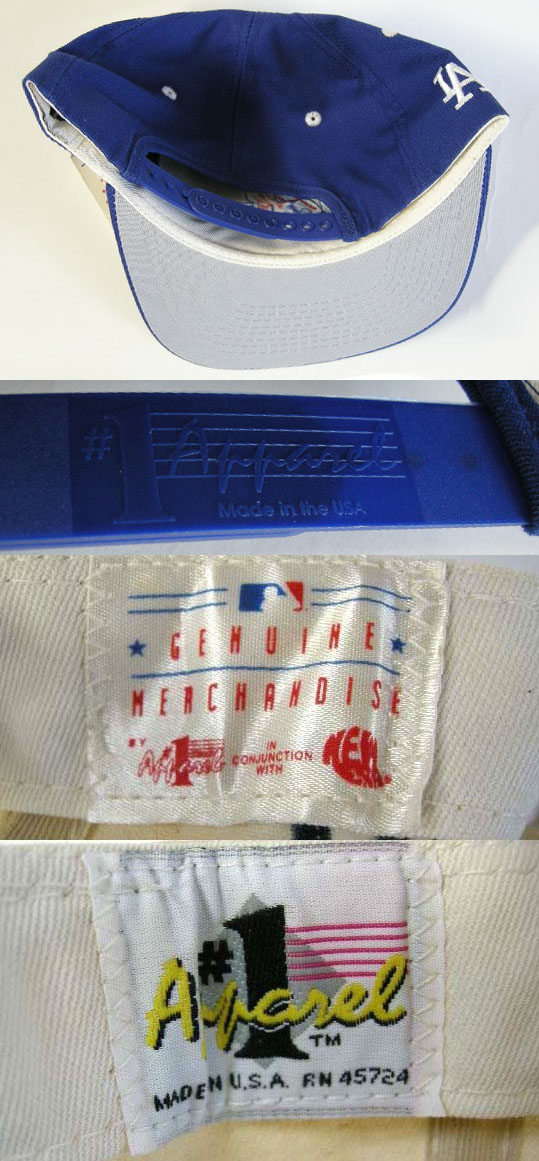 LA
#1 Apparel
Made in the USA
GENUINE
MERCHANDISE
BY #1 Apparel IN CONJUNCTION WITH NEW ERA
#1 Apparel TM
MADE IN U.S.A. RN 45724